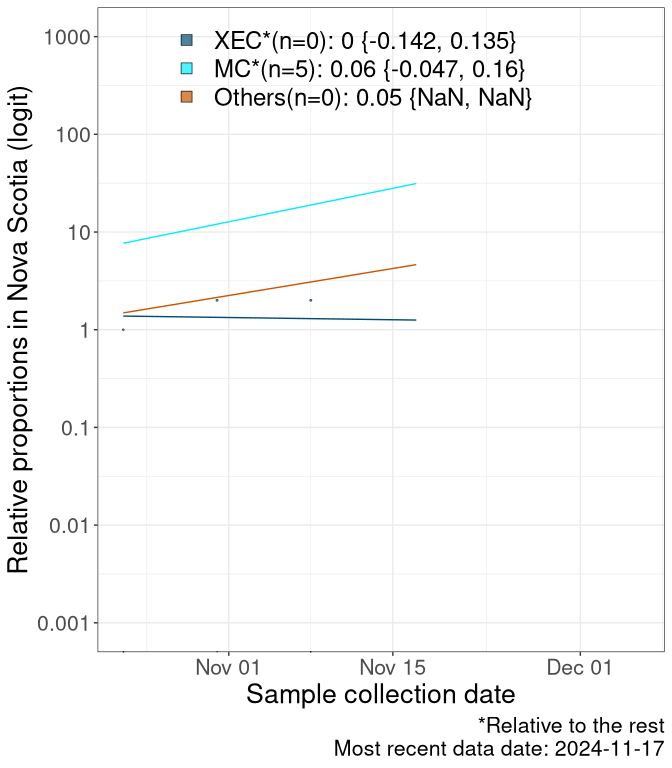 XEC*(n=0): 0 {-0.142, 0.135}
MC*(n=5): 0.06 {-0.047, 0.16}
Others(n=0): 0.05 {NaN, NaN}
Relative proportions in Nova Scotia (logit)
1000
100
10
1
0.1
0.01
0.001
Nov 01
Nov 15
Dec 01
Sample collection date
*Relative to the rest
Most recent data date: 2024-11-17